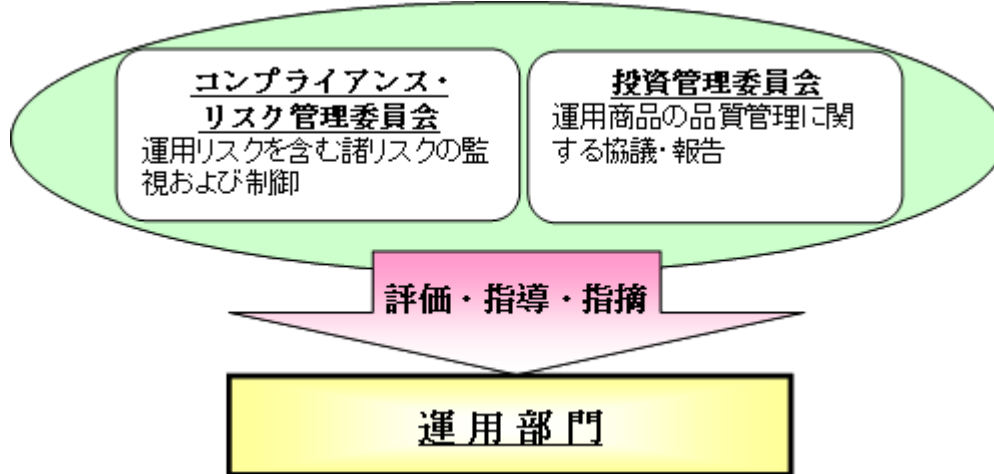 コンプライアンス・
リスク管理委員会
運用リスクを含む諸リスクの監
視および制御
投資管理委員会
運用商品の品質管理に関
する協議・報告
評価・指導・指摘
運用部門